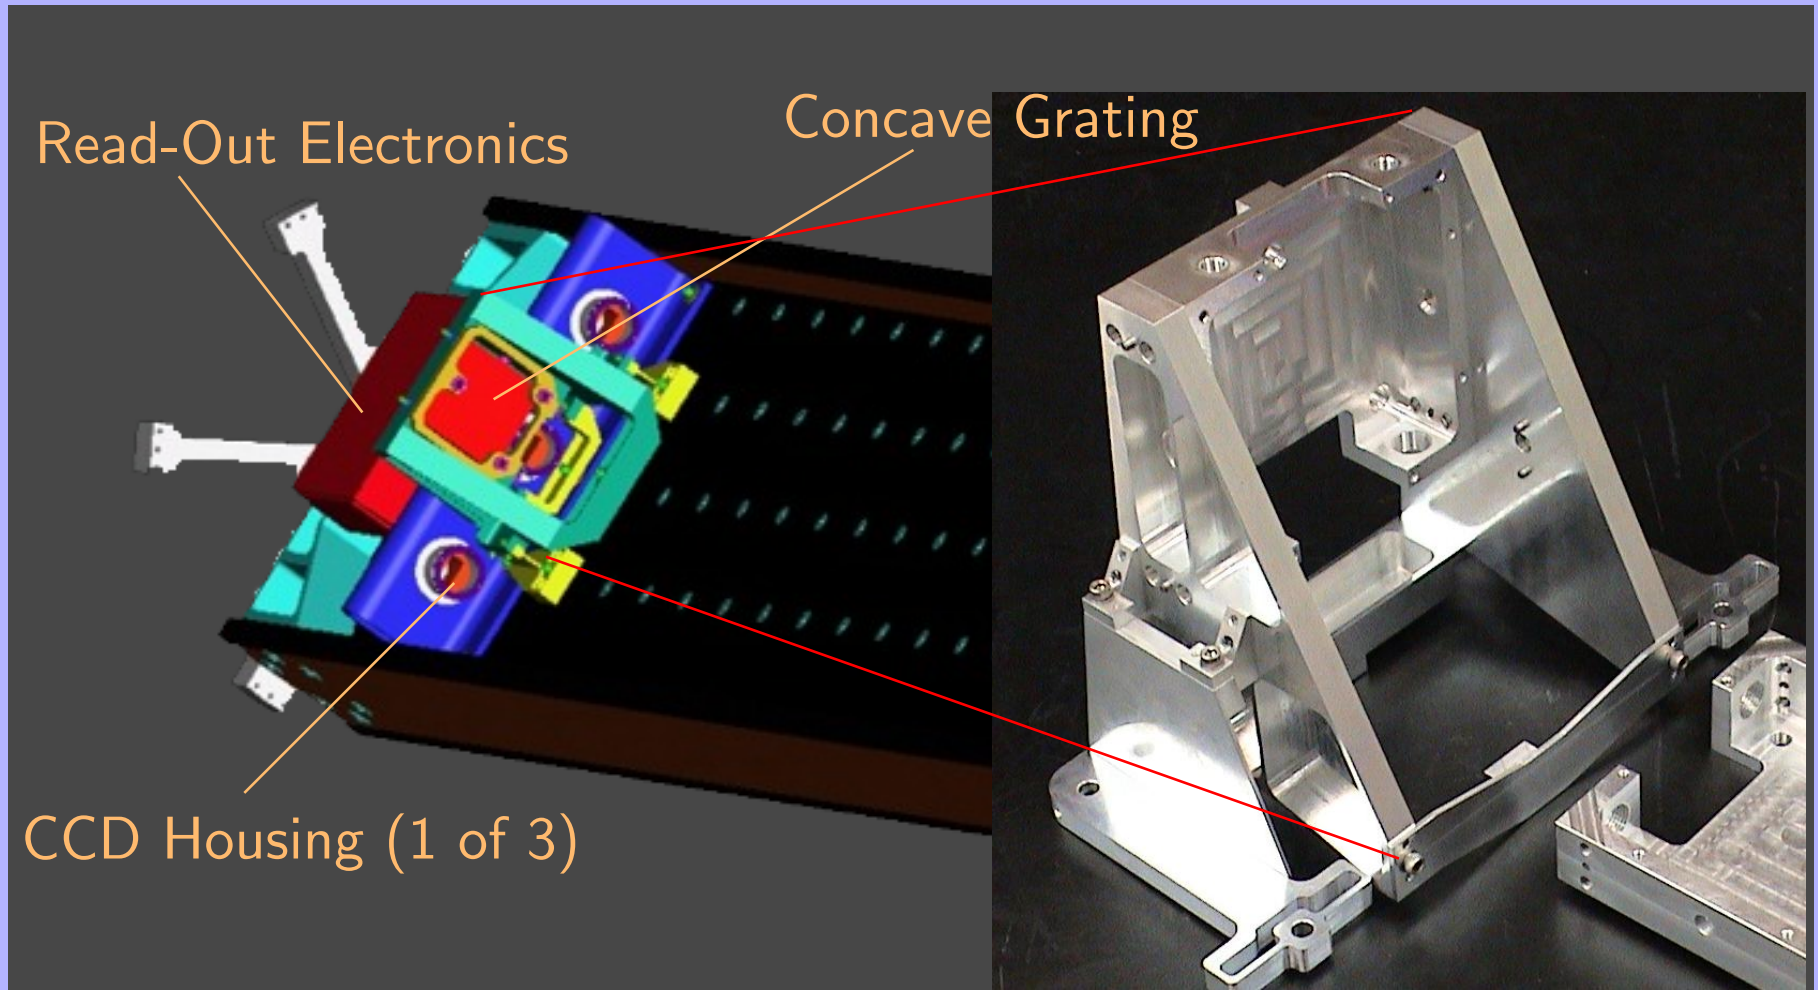 Read-Out Electronics
Concave Grating
CCD Housing (1 of 3)